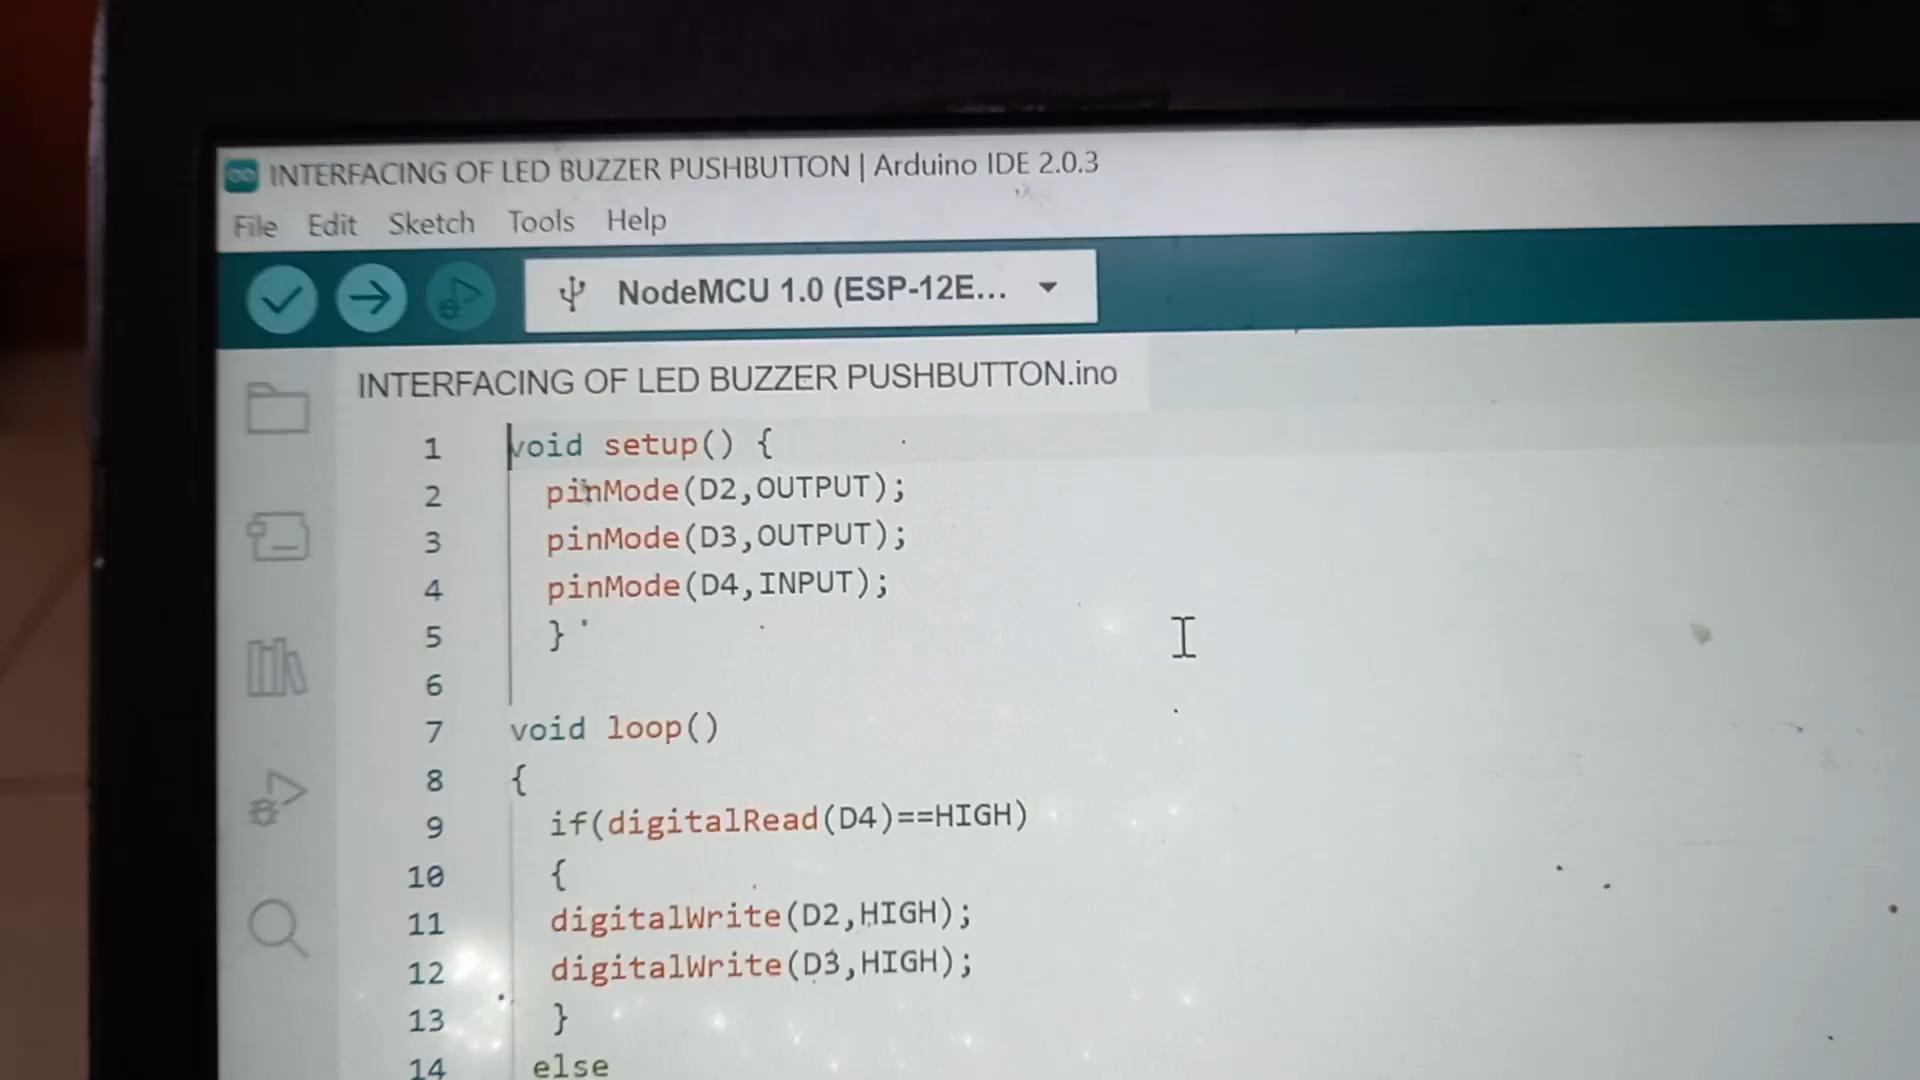 INTERFACING OF LED BUZZER PUSHBUTTON | Arduino IDE 2.0.3
File Edit Sketch Tools Help
NodeMCU 1.0 (ESP-12E...
INTERFACING OF LED BUZZER PUSHBUTTON.ino
1 void setup() {
2 pinMode(D2,OUTPUT);
3 pinMode(D3,OUTPUT);
4 pinMode(D4,INPUT);
5 }
6
7 void loop()
8 {
9 if(digitalRead(D4)==HIGH)
10 {
11 digitalWrite(D2,HIGH);
12 digitalWrite(D3,HIGH);
13 }
14 else